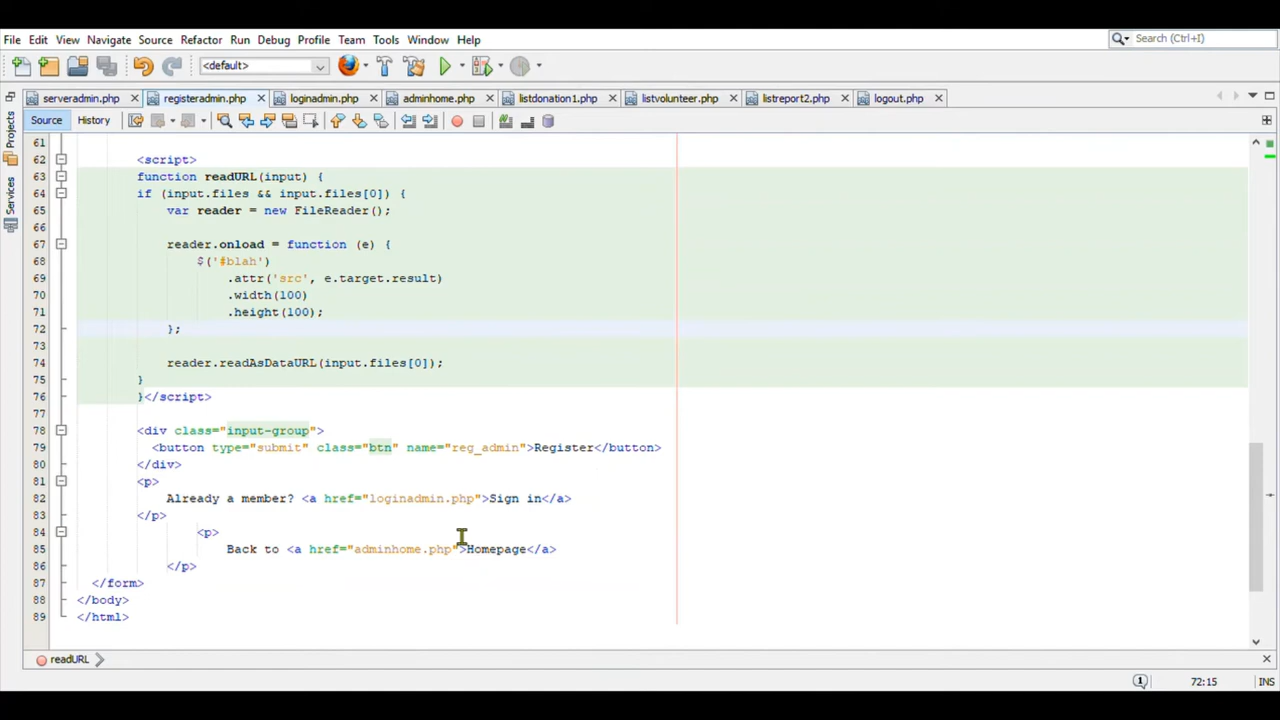 File Edit View Navigate Source Refactor Run Debug Profile Team Tools Window Help Search (Ctrl+I)
<default>
serveradmin.php registeradmin.php loginadmin.php adminhome.php listdonation1.php listvolunteer.php listreport2.php logout.php
Projects
Services
Source History
61
62 <script>
63 function readURL(input) {
64 if (input.files && input.files[0]) {
65 var reader = new FileReader();
66
67 reader.onload = function (e) {
68 $('#blah')
69 .attr('src', e.target.result)
70 .width(100)
71 .height(100);
72 };
73
74 reader.readAsDataURL(input.files[0]);
75 }
76 }</script>
77
78 <div class="input-group">
79 <button type="submit" class="btn" name="reg_admin">Register</button>
80 </div>
81 <p>
82 Already a member? <a href="loginadmin.php">Sign in</a>
83 </p>
84 <p>
85 Back to <a href="adminhome.php">Homepage</a>
86 </p>
87 </form>
88 </body>
89 </html>
readURL
72:15 INS